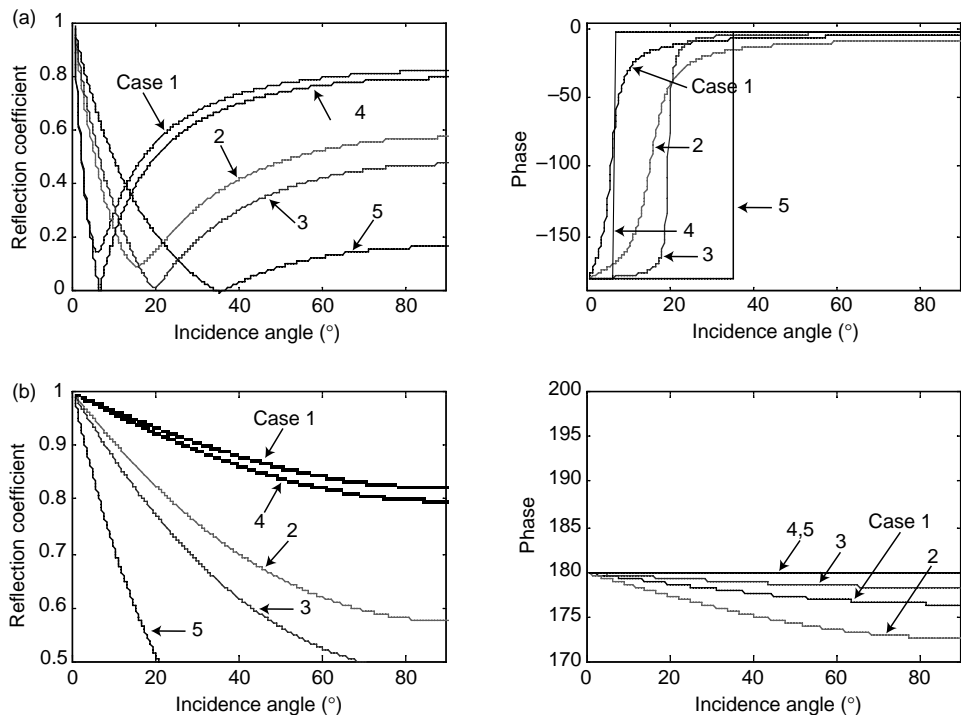 (a)
Reflection coefficient
1
0.8
0.6
0.4
0.2
0
0 20 40 60 80
Incidence angle (°)
Case 1
4
2
3
5
Phase
0
−50
−100
−150
0 20 40 60 80
Incidence angle (°)
Case 1
2
5
4
3
(b)
Reflection coefficient
1
0.9
0.8
0.7
0.6
0.5
0 20 40 60 80
Incidence angle (°)
Case 1
4
2
3
5
Phase
200
195
190
185
180
175
170
0 20 40 60 80
Incidence angle (°)
4,5
3
Case 1
2